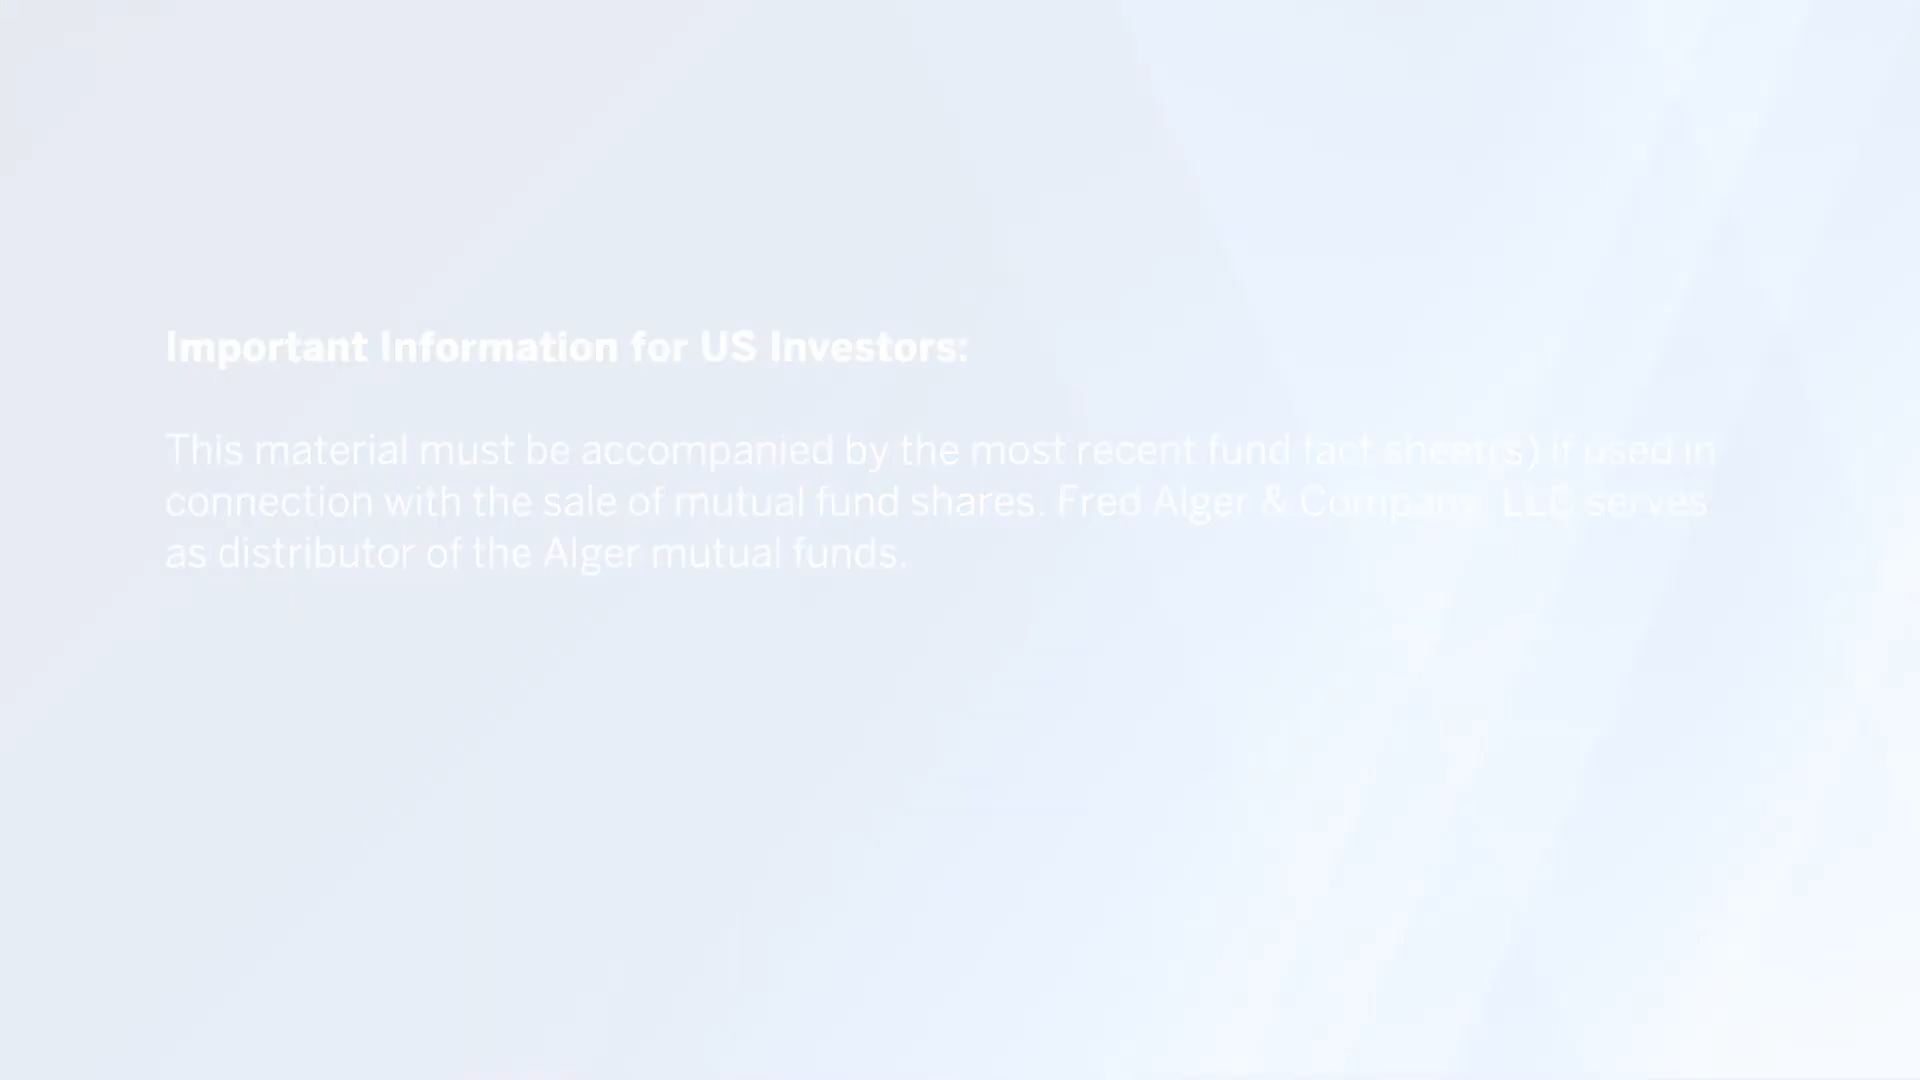 Important Information for US Investors:
This material must be accompanied by the most recent fund fact sheet(s) if used in
connection with the sale of mutual fund shares. Fred Alger & Company, LLC serves
as distributor of the Alger mutual funds.